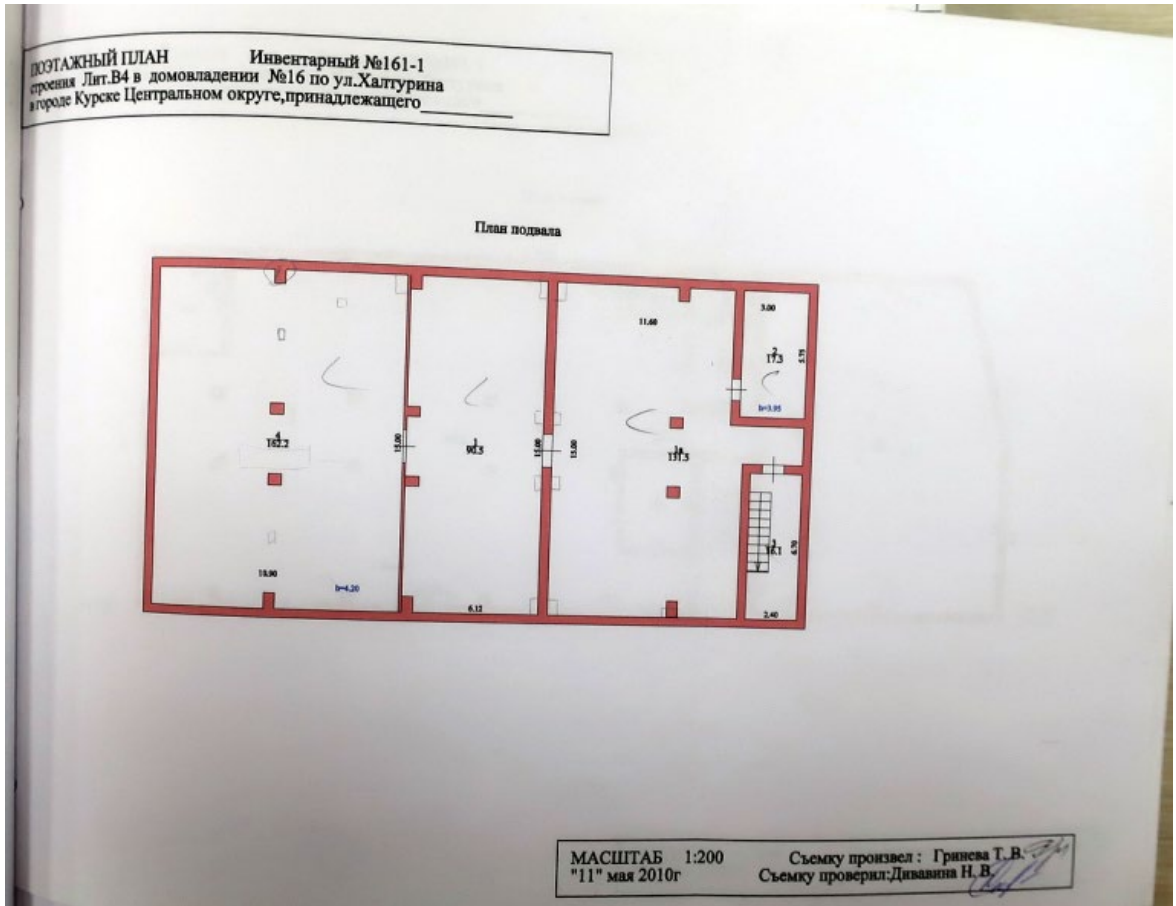 ПОЭТАЖНЫЙ ПЛАН Инвентарный №161-1
строения Лит.В4 в домовладении №16 по ул.Халтурина
в городе Курске Центральном округе,принадлежащего
План подвала
3.00
11.60
2
17.3
5.75
h=3.95
4
162.2
15.00
1
90.5
15.00
15.00
1а
131.5
3
16.1
6.70
10.90
h=4.20
6.12
2.40
МАСШТАБ 1:200 Съемку произвел : Гринева Т. В.
"11" мая 2010г Съемку проверил:Дивавина Н. В.